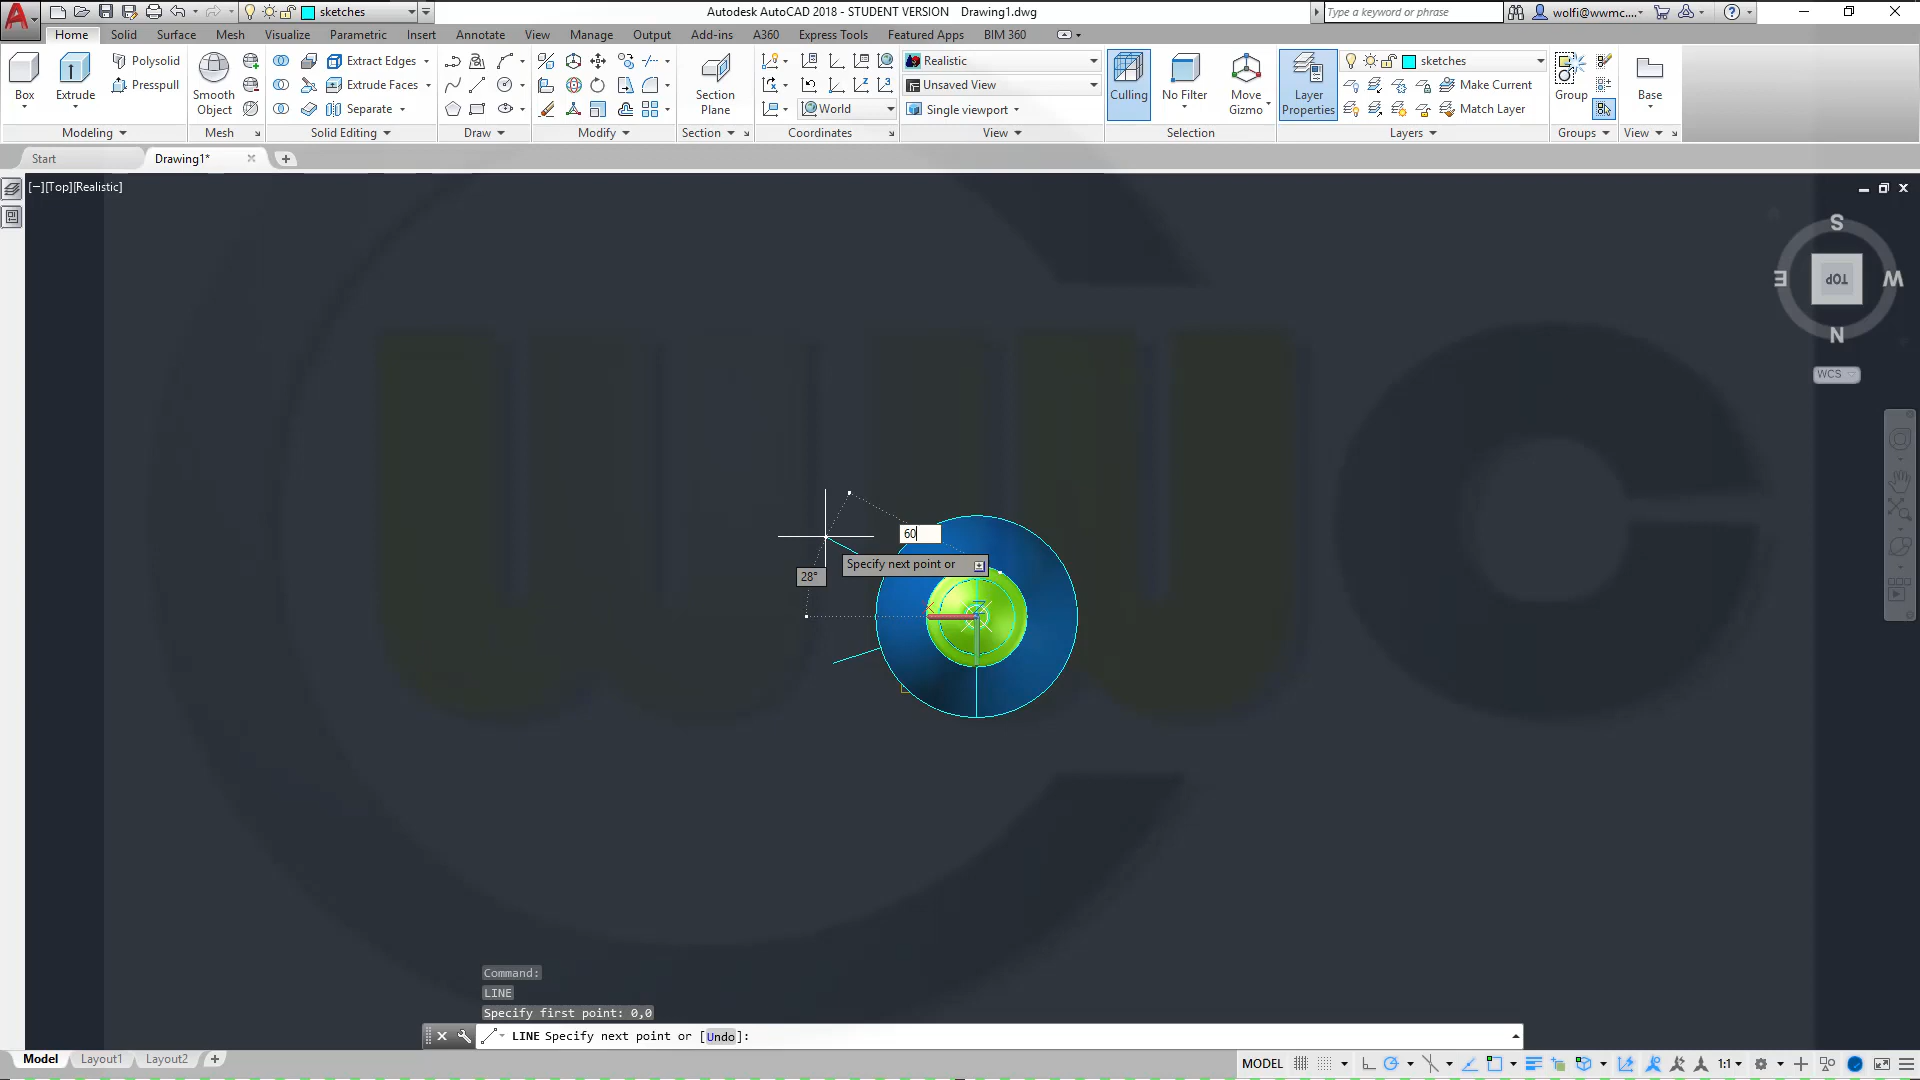 sketches
Autodesk AutoCAD 2018 - STUDENT VERSION Drawing1.dwg
Type a keyword or phrase
wolfi@wwmc....
Home Solid Surface Mesh Visualize Parametric Insert Annotate View Manage Output Add-ins A360 Express Tools Featured Apps BIM 360
Box
Extrude
Polysolid
Presspull
Modeling
Smooth
Object
Mesh
Extract Edges
Extrude Faces
Separate
Solid Editing
Draw
Modify
Section
Plane
Section
World
Coordinates
Realistic
Unsaved View
Single viewport
View
Culling
No Filter
Move
Gizmo
Selection
Layer
Properties
sketches
Make Current
Match Layer
Layers
Group
Groups
Base
View
Start
Drawing1*
[−][Top][Realistic]
S
E
TOP
W
N
WCS
wwwc
60
Specify next point or
28°
Command:
LINE
Specify first point: 0,0
LINE Specify next point or [Undo]:
Model Layout1 Layout2 +
MODEL
1:1